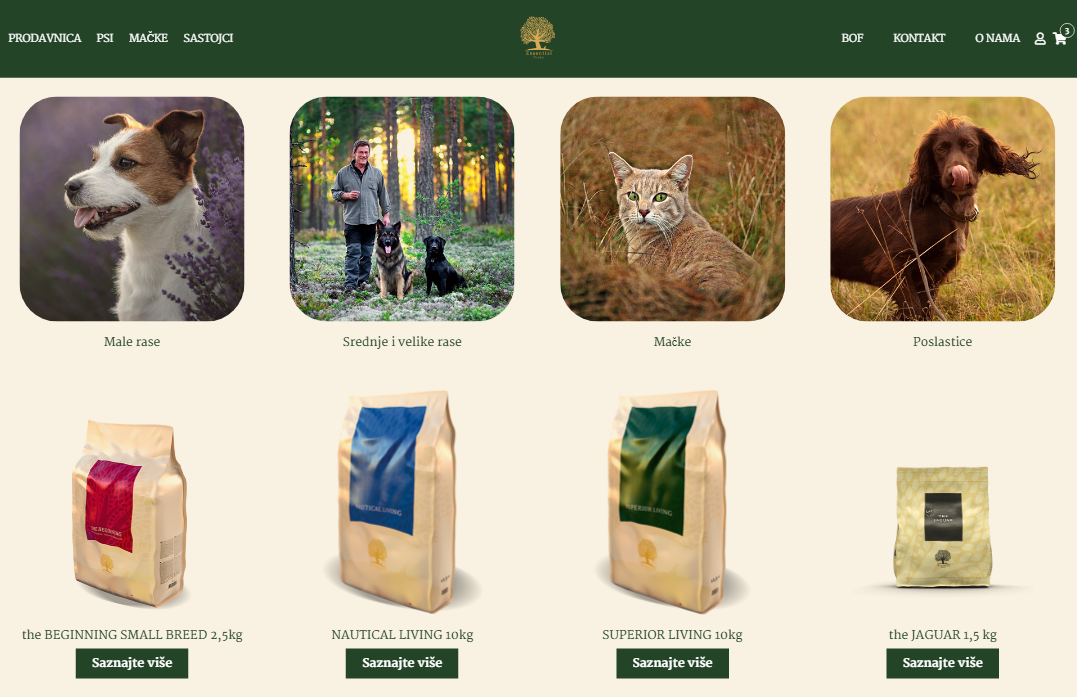 PRODAVNICA PSI MAČKE SASTOJCI BOF KONTAKT O NAMA 3
Male rase Srednje i velike rase Mačke Poslastice
THE BEGINNING
NAUTICAL LIVING
SUPERIOR LIVING
THE
JAGUAR
the BEGINNING SMALL BREED 2,5kg NAUTICAL LIVING 10kg SUPERIOR LIVING 10kg the JAGUAR 1,5 kg
Saznajte više Saznajte više Saznajte više Saznajte više